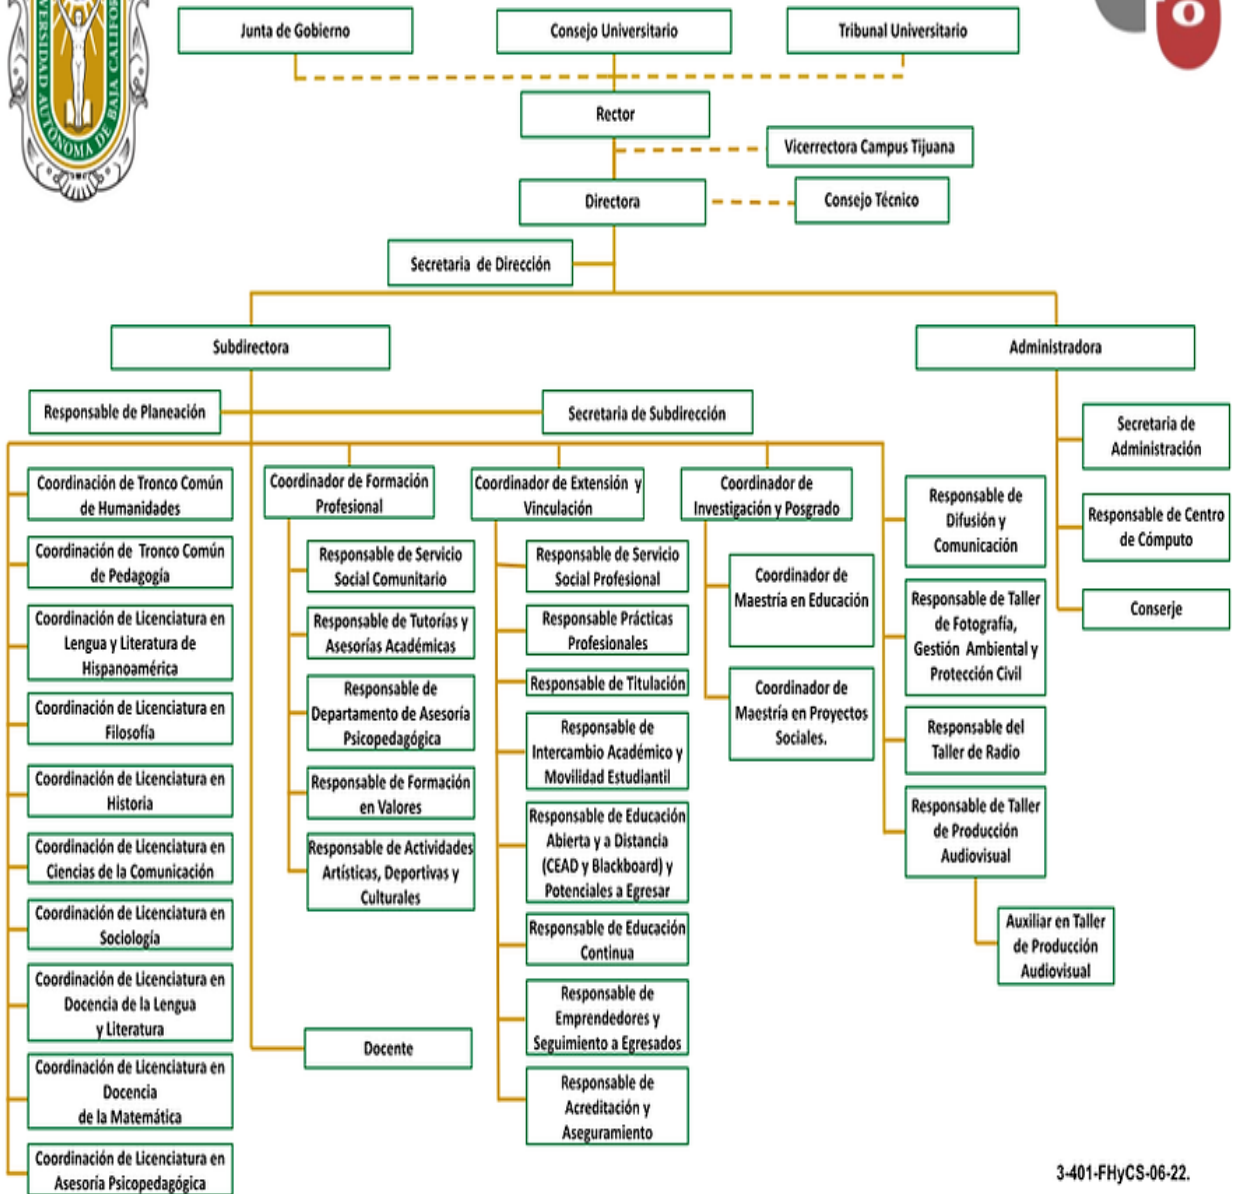 VERSIDAD AUTÓNOMA DE BAJA CALIFOR
O
Junta de Gobierno
Consejo Universitario
Tribunal Universitario
Rector
Vicerrectora Campus Tijuana
Directora
Consejo Técnico
Secretaria de Dirección
Subdirectora
Administradora
Responsable de Planeación
Secretaria de Subdirección
Secretaria de
Administración
Responsable de Centro
de Cómputo
Conserje
Coordinación de Tronco Común
de Humanidades
Coordinación de Tronco Común
de Pedagogía
Coordinación de Licenciatura en
Lengua y Literatura de
Hispanoamérica
Coordinación de Licenciatura en
Filosofía
Coordinación de Licenciatura en
Historia
Coordinación de Licenciatura en
Ciencias de la Comunicación
Coordinación de Licenciatura en
Sociología
Coordinación de Licenciatura en
Docencia de la Lengua
y Literatura
Coordinación de Licenciatura en
Docencia
de la Matemática
Coordinación de Licenciatura en
Asesoría Psicopedagógica
Coordinador de Formación
Profesional
Responsable de Servicio
Social Comunitario
Responsable de Tutorías y
Asesorías Académicas
Responsable de
Departamento de Asesoría
Psicopedagógica
Responsable de Formación
en Valores
Responsable de Actividades
Artísticas, Deportivas y
Culturales
Docente
Coordinador de Extensión y
Vinculación
Responsable de Servicio
Social Profesional
Responsable Prácticas
Profesionales
Responsable de Titulación
Responsable de
Intercambio Académico y
Movilidad Estudiantil
Responsable de Educación
Abierta y a Distancia
(CEAD y Blackboard) y
Potenciales a Egresar
Responsable de Educación
Continua
Responsable de
Emprendedores y
Seguimiento a Egresados
Responsable de
Acreditación y
Aseguramiento
Coordinador de
Investigación y Posgrado
Coordinador de
Maestría en Educación
Coordinador de
Maestría en Proyectos
Sociales.
Responsable de
Difusión y
Comunicación
Responsable de Taller
de Fotografía,
Gestión Ambiental y
Protección Civil
Responsable del
Taller de Radio
Responsable de Taller
de Producción
Audiovisual
Auxiliar en Taller
de Producción
Audiovisual
3-401-FHyCS-06-22.